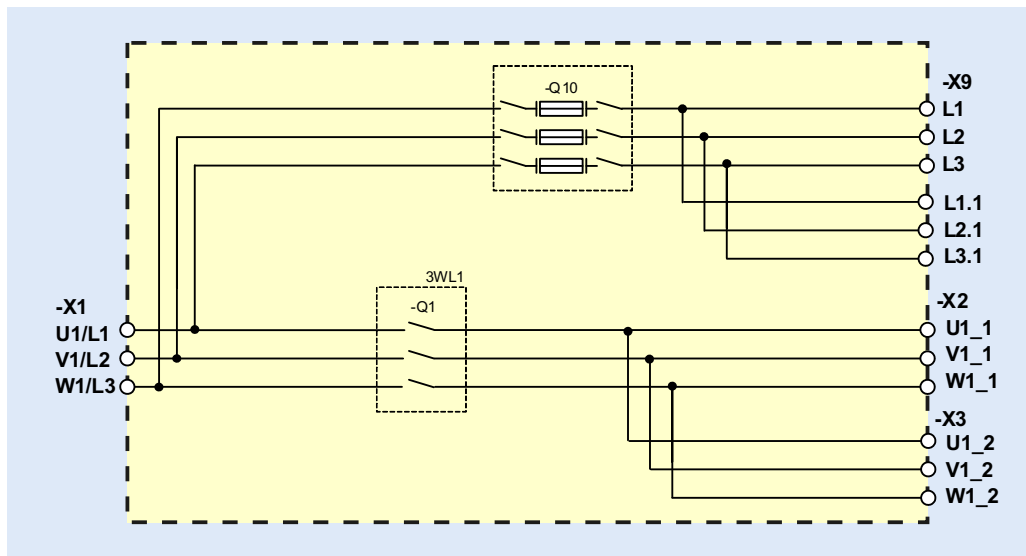 -Q10
-X9
L1
L2
L3
L1.1
L2.1
L3.1
3WL1
-Q1
-X1
U1/L1
V1/L2
W1/L3
-X2
U1_1
V1_1
W1_1
-X3
U1_2
V1_2
W1_2